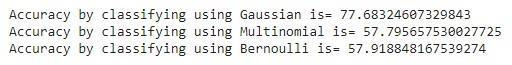 Accuracy by classifying using Gaussian is= 77.68324607329843
Accuracy by classifying using Multinomial is= 57.795657530027725
Accuracy by classifying using Bernoulli is= 57.918848167539274